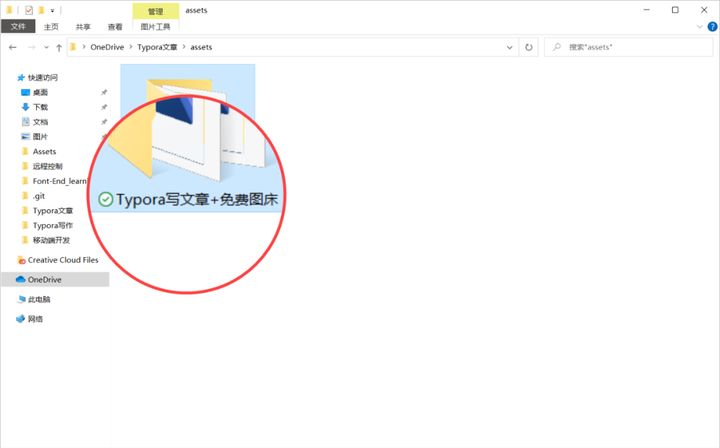 管理
assets
文件
主页
共享
查看
图片工具
OneDrive
Typora文章
assets
搜索"assets"
快速访问
桌面
下载
文档
图片
Assets
远程控制
Font-End_learn
.git
Typora文章
Typora写作
移动端开发
Creative Cloud Files
OneDrive
此电脑
网络
Typora写文章+免费图床